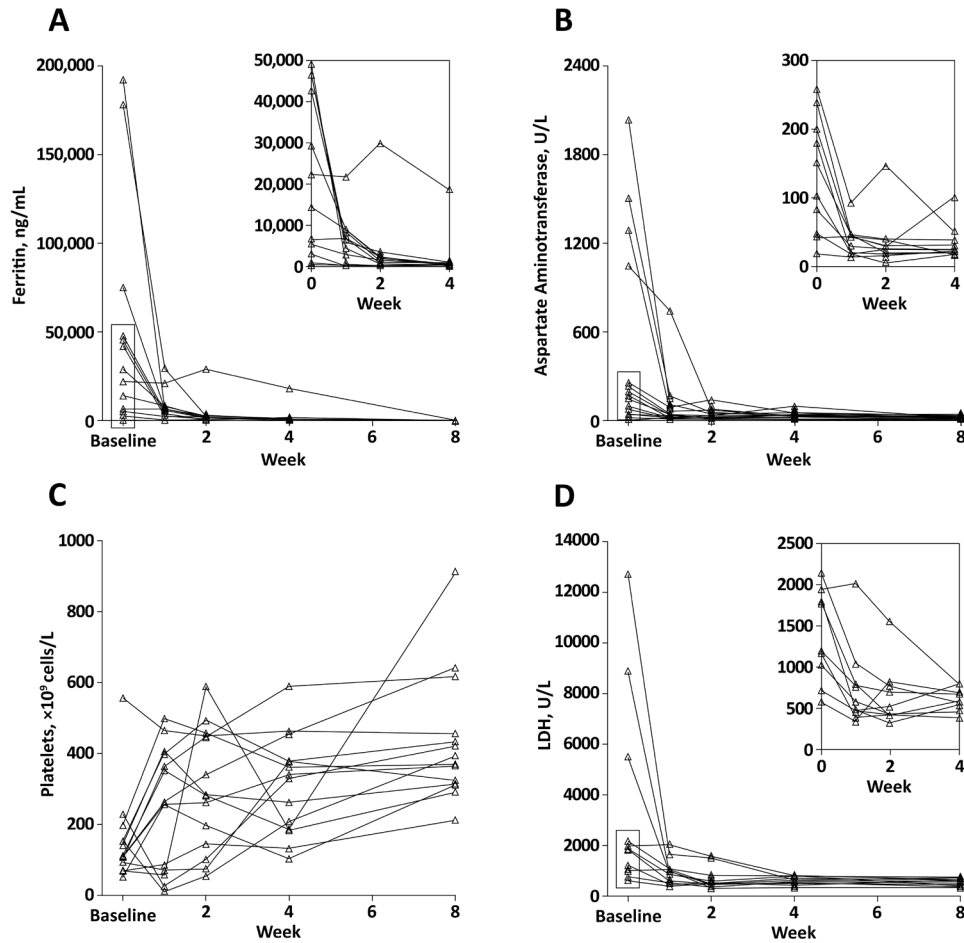 A
Ferritin, ng/mL
200,000
150,000
100,000
50,000
0
Baseline 2 4 6 8
Week
50,000
40,000
30,000
20,000
10,000
0
0 2 4
Week
B
Aspartate Aminotransferase, U/L
2400
1800
1200
600
0
Baseline 2 4 6 8
Week
300
200
100
0
0 2 4
Week
C
Platelets, ×10⁹ cells/L
1000
800
600
400
200
0
Baseline 2 4 6 8
Week
D
LDH, U/L
14000
12000
10000
8000
6000
4000
2000
0
Baseline 2 4 6 8
Week
2500
2000
1500
1000
500
0
0 2 4
Week